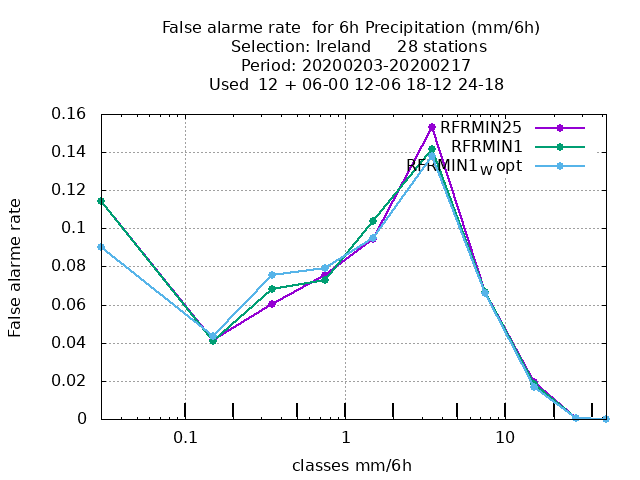 False alarme rate  for 6h Precipitation (mm/6h)
Selection: Ireland     28 stations
Period: 20200203-20200217
Used  12 + 06-00 12-06 18-12 24-18
0.16
0.14
0.12
0.1
0.08
0.06
0.04
0.02
0
False alarme rate
RFRMIN25
RFRMIN1
RFRMIN1W opt
0.1 1 10
classes mm/6h